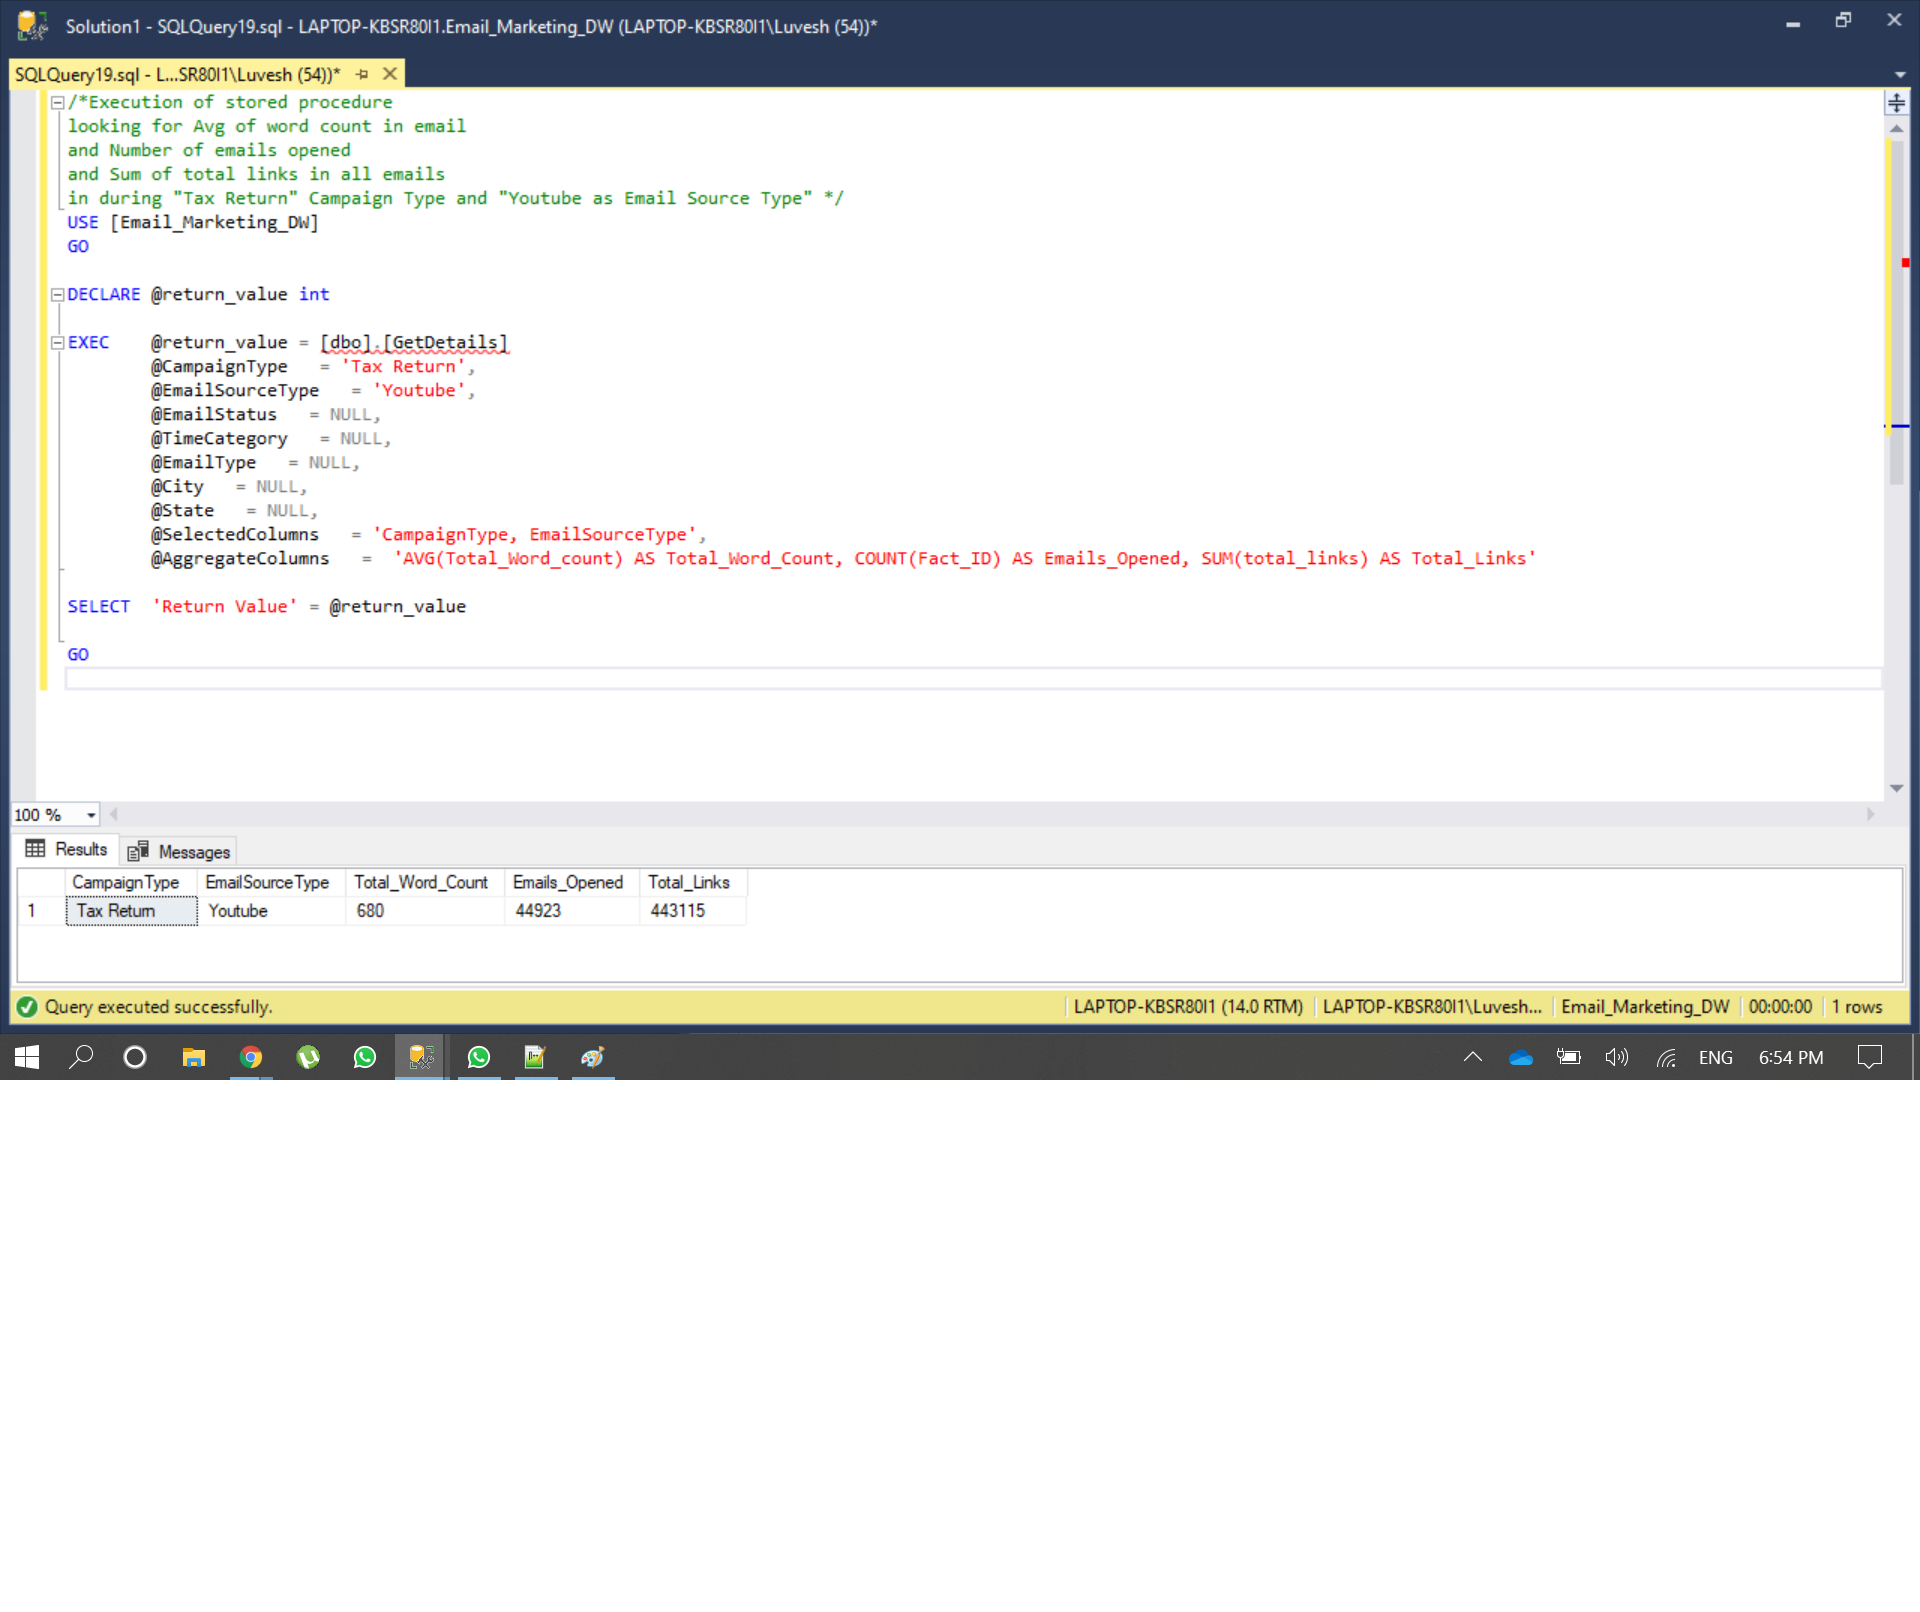 Solution1 - SQLQuery19.sql - LAPTOP-KBSR80I1.Email_Marketing_DW (LAPTOP-KBSR80I1\Luvesh (54))*
SQLQuery19.sql - L...SR80I1\Luvesh (54))*
/*Execution of stored procedure
looking for Avg of word count in email
and Number of emails opened
and Sum of total links in all emails
in during "Tax Return" Campaign Type and "Youtube as Email Source Type" */
USE [Email_Marketing_DW]
GO
DECLARE @return_value int
EXEC @return_value = [dbo].[GetDetails]
@CampaignType = 'Tax Return',
@EmailSourceType = 'Youtube',
@EmailStatus = NULL,
@TimeCategory = NULL,
@EmailType = NULL,
@City = NULL,
@State = NULL,
@SelectedColumns = 'CampaignType, EmailSourceType',
@AggregateColumns = 'AVG(Total_Word_count) AS Total_Word_Count, COUNT(Fact_ID) AS Emails_Opened, SUM(total_links) AS Total_Links'
SELECT 'Return Value' = @return_value
GO
100 %
Results Messages
CampaignType EmailSourceType Total_Word_Count Emails_Opened Total_Links
1 Tax Return Youtube 680 44923 443115
Query executed successfully. LAPTOP-KBSR80I1 (14.0 RTM) LAPTOP-KBSR80I1\Luvesh... Email_Marketing_DW 00:00:00 1 rows
ENG 6:54 PM